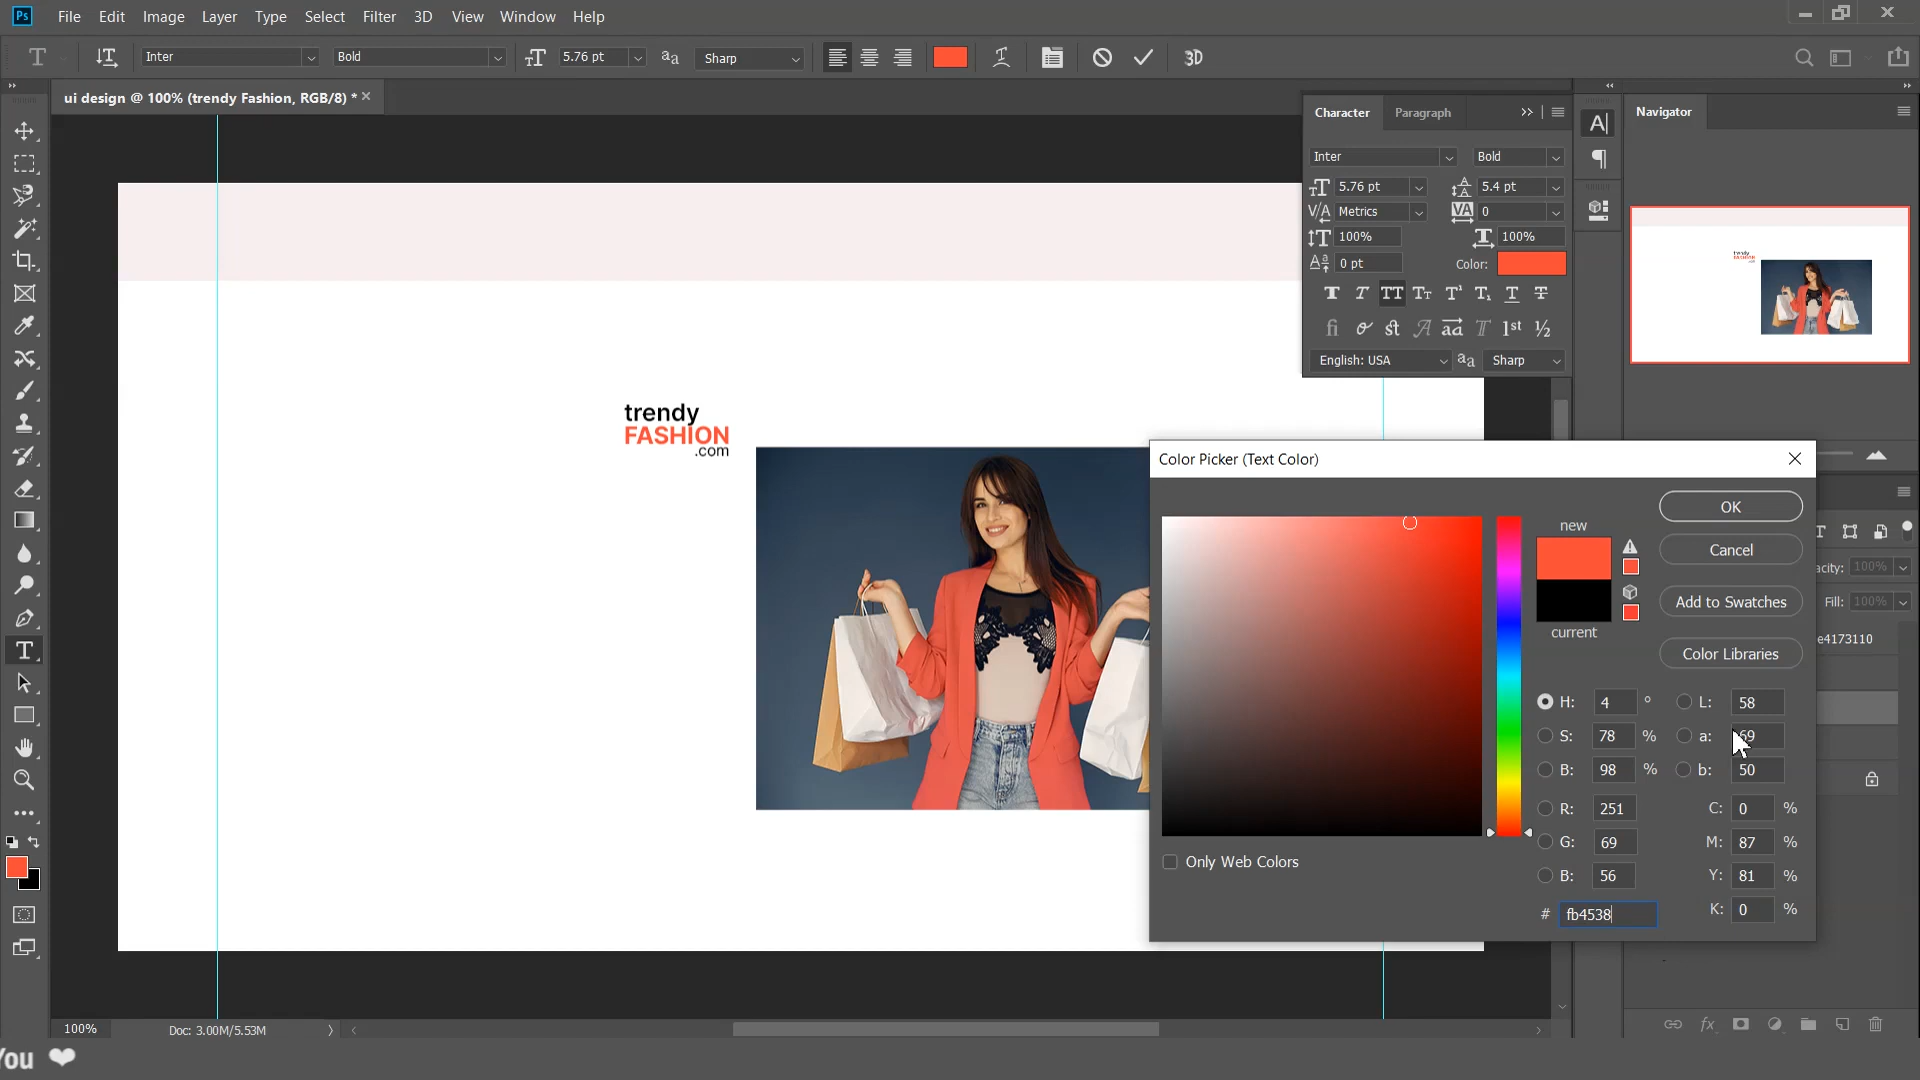 Ps File Edit Image Layer Type Select Filter 3D View Window Help
Inter Bold 5.76 pt Sharp 3D
ui design @ 100% (trendy Fashion, RGB/8) *
Character Paragraph
Navigator
Inter Bold
5.76 pt 5.4 pt
Metrics 0
100% 100%
0 pt Color:
English: USA Sharp
trendy
FASHION
.com
Color Picker (Text Color)
new
current
OK
Cancel
Add to Swatches
Color Libraries
H: 4 ° L: 58
S: 78 % a: 69
B: 98 % b: 50
R: 251 C: 0 %
G: 69 M: 87 %
B: 56 Y: 81 %
# fb4538 K: 0 %
Only Web Colors
acity: 100%
Fill: 100%
e4173110
100% Doc: 3.00M/5.53M
You ❤